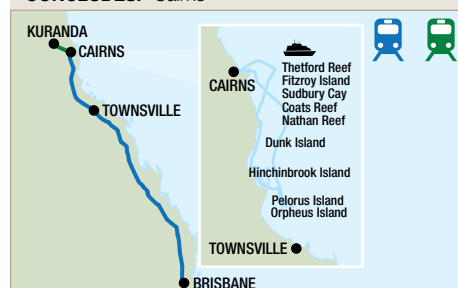 CONCLUDES: Cairns
KURANDA
CAIRNS
TOWNSVILLE
BRISBANE
CAIRNS
Thetford Reef
Fitzroy Island
Sudbury Cay
Coats Reef
Nathan Reef
Dunk Island
Hinchinbrook Island
Pelorus Island
Orpheus Island
TOWNSVILLE